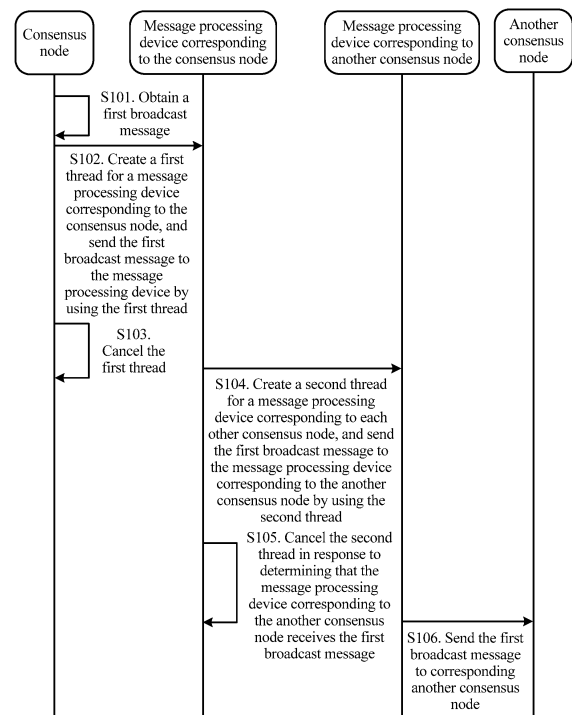 Consensus
node
Message processing
device corresponding
to the consensus node
Message processing
device corresponding to
another consensus node
Another
consensus
node
S101. Obtain a
first broadcast
message
S102. Create a first
thread for a message
processing device
corresponding to the
consensus node, and
send the first
broadcast message to
the message
processing device by
using the first thread
S103.
Cancel the
first thread
S104. Create a second thread
for a message processing
device corresponding to each
other consensus node, and send
the first broadcast message to
the message processing device
corresponding to the another
consensus node by using the
second thread
S105. Cancel the second
thread in response to
determining that the
message processing
device corresponding to
the another consensus
node receives the first
broadcast message
S106. Send the first
broadcast message
to corresponding
another consensus
node